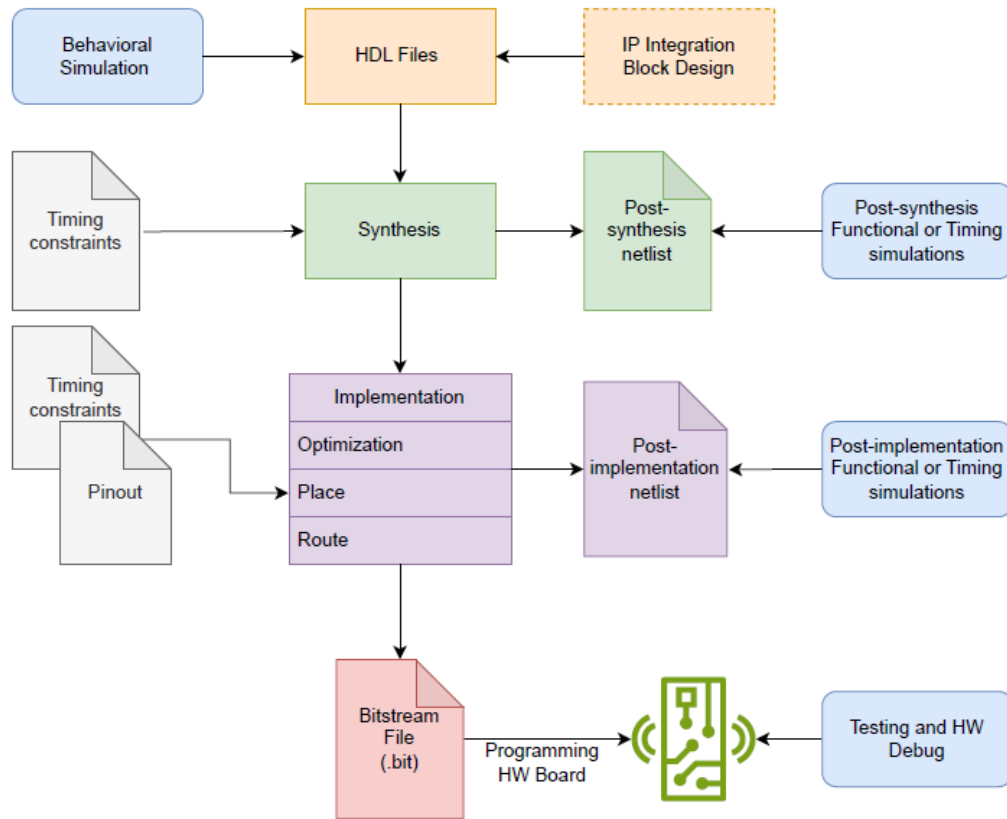 Behavioral
Simulation
HDL Files
IP Integration
Block Design
Timing
constraints
Synthesis
Post-
synthesis
netlist
Post-synthesis
Functional or Timing
simulations
Timing
constraints
Pinout
Implementation
Optimization
Place
Route
Post-
implementation
netlist
Post-implementation
Functional or Timing
simulations
Bitstream
File
(.bit)
Programming
HW Board
Testing and HW
Debug